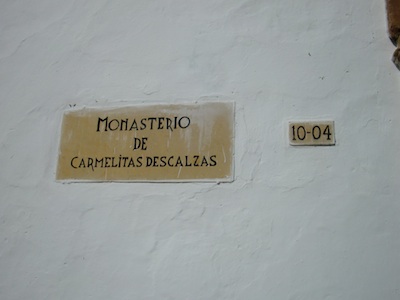 MONASTERIO
DE
CARMELITAS DESCALZAS
10-04